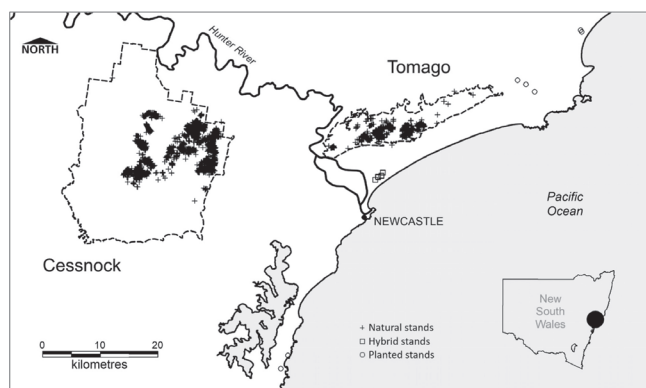 NORTH
Hunter River
Tomago
Pacific
Ocean
NEWCASTLE
Cessnock
New
South
Wales
Natural stands
Hybrid stands
Planted stands
0 10 20
kilometres